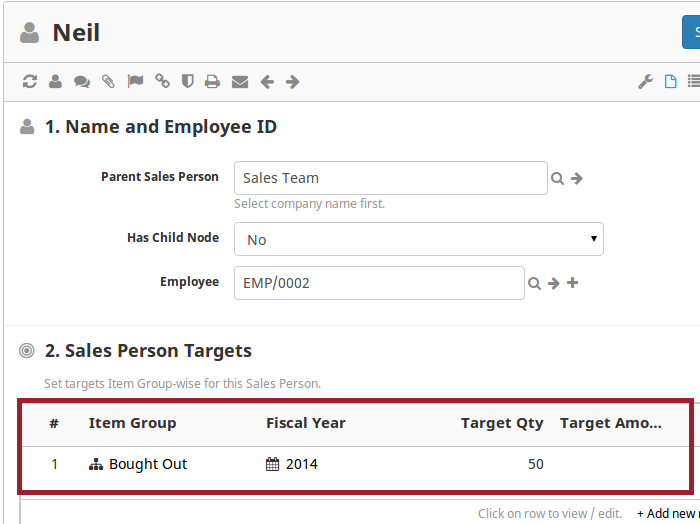 Neil
S
1. Name and Employee ID
Parent Sales Person Sales Team
Select company name first.
Has Child Node No
Employee EMP/0002
2. Sales Person Targets
Set targets Item Group-wise for this Sales Person.
# Item Group Fiscal Year Target Qty Target Amo...
1 Bought Out 2014 50
Click on row to view / edit. + Add new